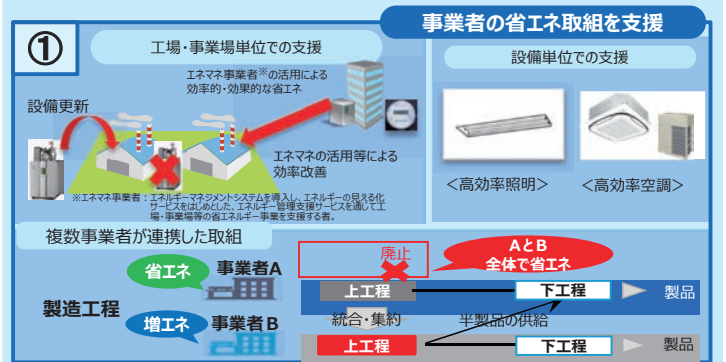 事業者の省エネ取組を支援
①
工場・事業場単位での支援
エネマネ事業者※の活用による
効率的・効果的な省エネ
設備更新
エネマネの活用等による
効率改善
※エネマネ事業者：エネルギーマネジメントシステムを導入し、エネルギーの見える化
サービスをはじめとした、エネルギー管理支援サービスを通じて工
場・事業場等の省エネルギー事業を支援する者。
設備単位での支援
＜高効率照明＞
＜高効率空調＞
複数事業者が連携した取組
省エネ
事業者A
製造工程
増エネ
事業者B
廃止
AとB
全体で省エネ
上工程
下工程
製品
統合・集約
半製品の供給
上工程
下工程
製品